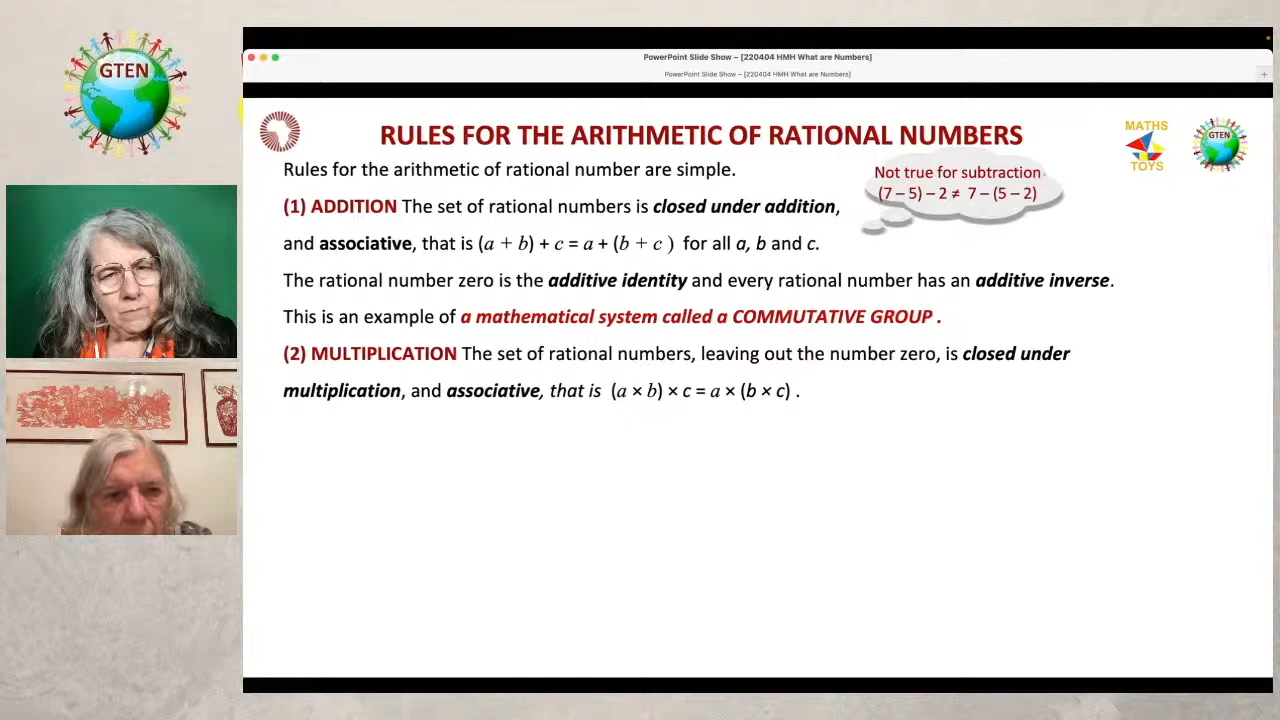 GTEN
PowerPoint Slide Show – [220404 HMH What are Numbers]
PowerPoint Slide Show – [220404 HMH What are Numbers]
RULES FOR THE ARITHMETIC OF RATIONAL NUMBERS
MATHS
TOYS
GTEN
Rules for the arithmetic of rational number are simple.
Not true for subtraction
(7 – 5) – 2 ≠ 7 – (5 – 2)
(1) ADDITION The set of rational numbers is closed under addition,
and associative, that is (a + b) + c = a + (b + c ) for all a, b and c.
The rational number zero is the additive identity and every rational number has an additive inverse.
This is an example of a mathematical system called a COMMUTATIVE GROUP .
(2) MULTIPLICATION The set of rational numbers, leaving out the number zero, is closed under
multiplication, and associative, that is (a × b) × c = a × (b × c) .